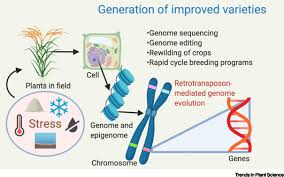 Generation of improved varieties
•Genome sequencing
•Genome editing
•Rewilding of crops
•Rapid cycle breeding programs
Plants in field
Cell
Stress
Genome and
epigenome
Retrotransposon-
mediated genome
evolution
Chromosome
Genes
Trends in Plant Science